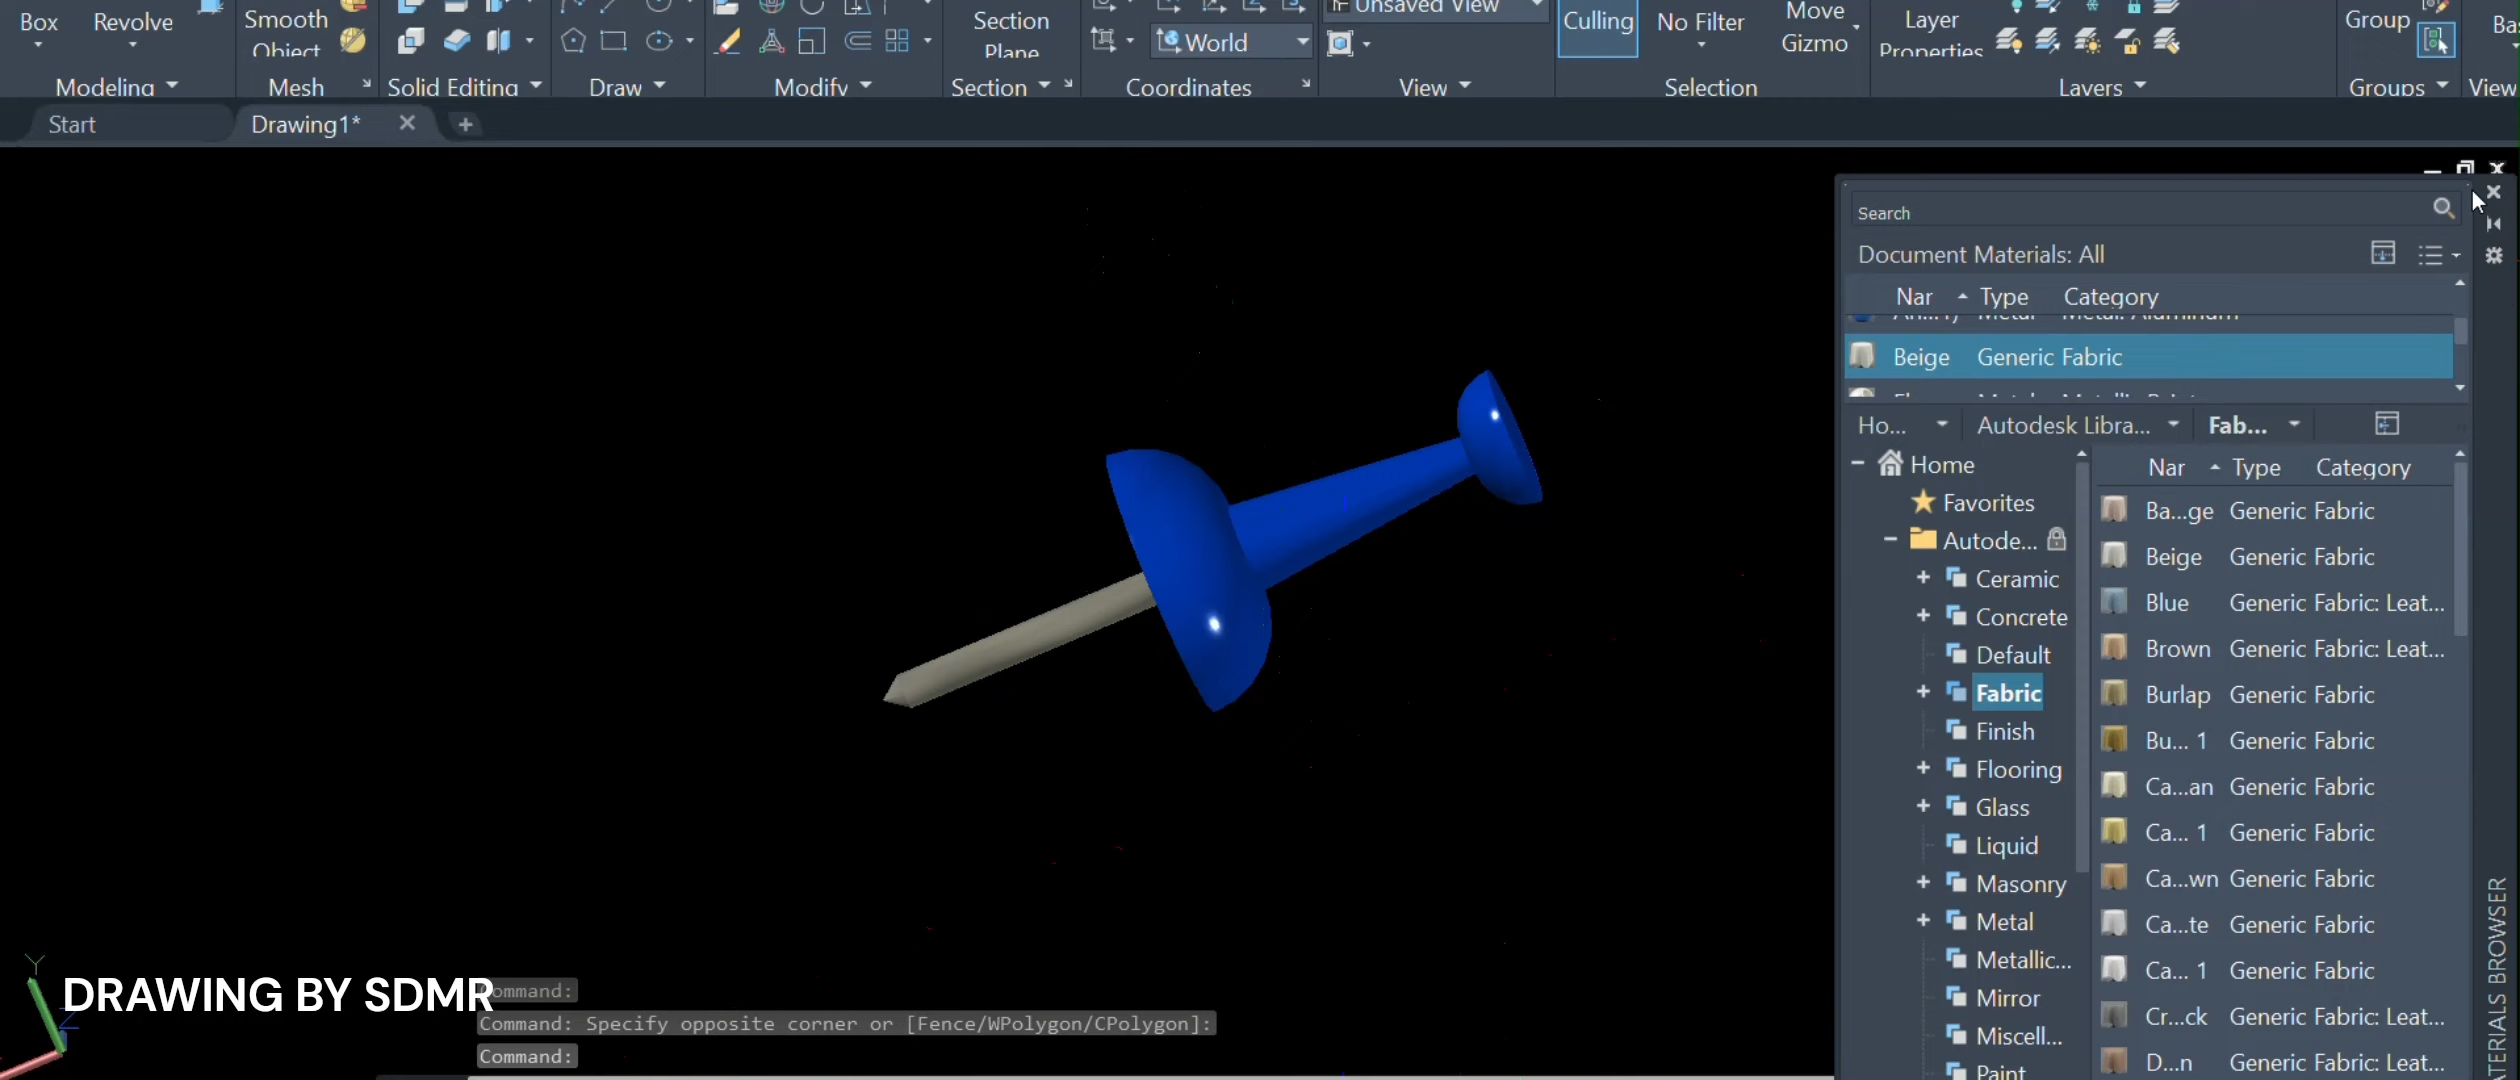 Box
Revolve
Smooth
Object
Section
Plane
World
Unsaved View
Culling
No Filter
Move
Gizmo
Layer
Properties
Group
Modeling
Mesh
Solid Editing
Draw
Modify
Section
Coordinates
View
Selection
Layers
Groups
View
Start
Drawing1*
Search
Document Materials: All
Nar Type Category
Beige Generic Fabric
Ho... Autodesk Libra... Fab...
Home
Favorites
Autode...
Ceramic
Concrete
Default
Fabric
Finish
Flooring
Glass
Liquid
Masonry
Metal
Metallic...
Mirror
Miscell...
Paint
Nar Type Category
Ba...ge Generic Fabric
Beige Generic Fabric
Blue Generic Fabric: Leat...
Brown Generic Fabric: Leat...
Burlap Generic Fabric
Bu... 1 Generic Fabric
Ca...an Generic Fabric
Ca... 1 Generic Fabric
Ca...wn Generic Fabric
Ca...te Generic Fabric
Ca... 1 Generic Fabric
Cr...ck Generic Fabric: Leat...
D...n Generic Fabric: Leat...
MATERIALS BROWSER
Y
Z
DRAWING BY SDMR
Command:
Command: Specify opposite corner or [Fence/WPolygon/CPolygon]:
Command: